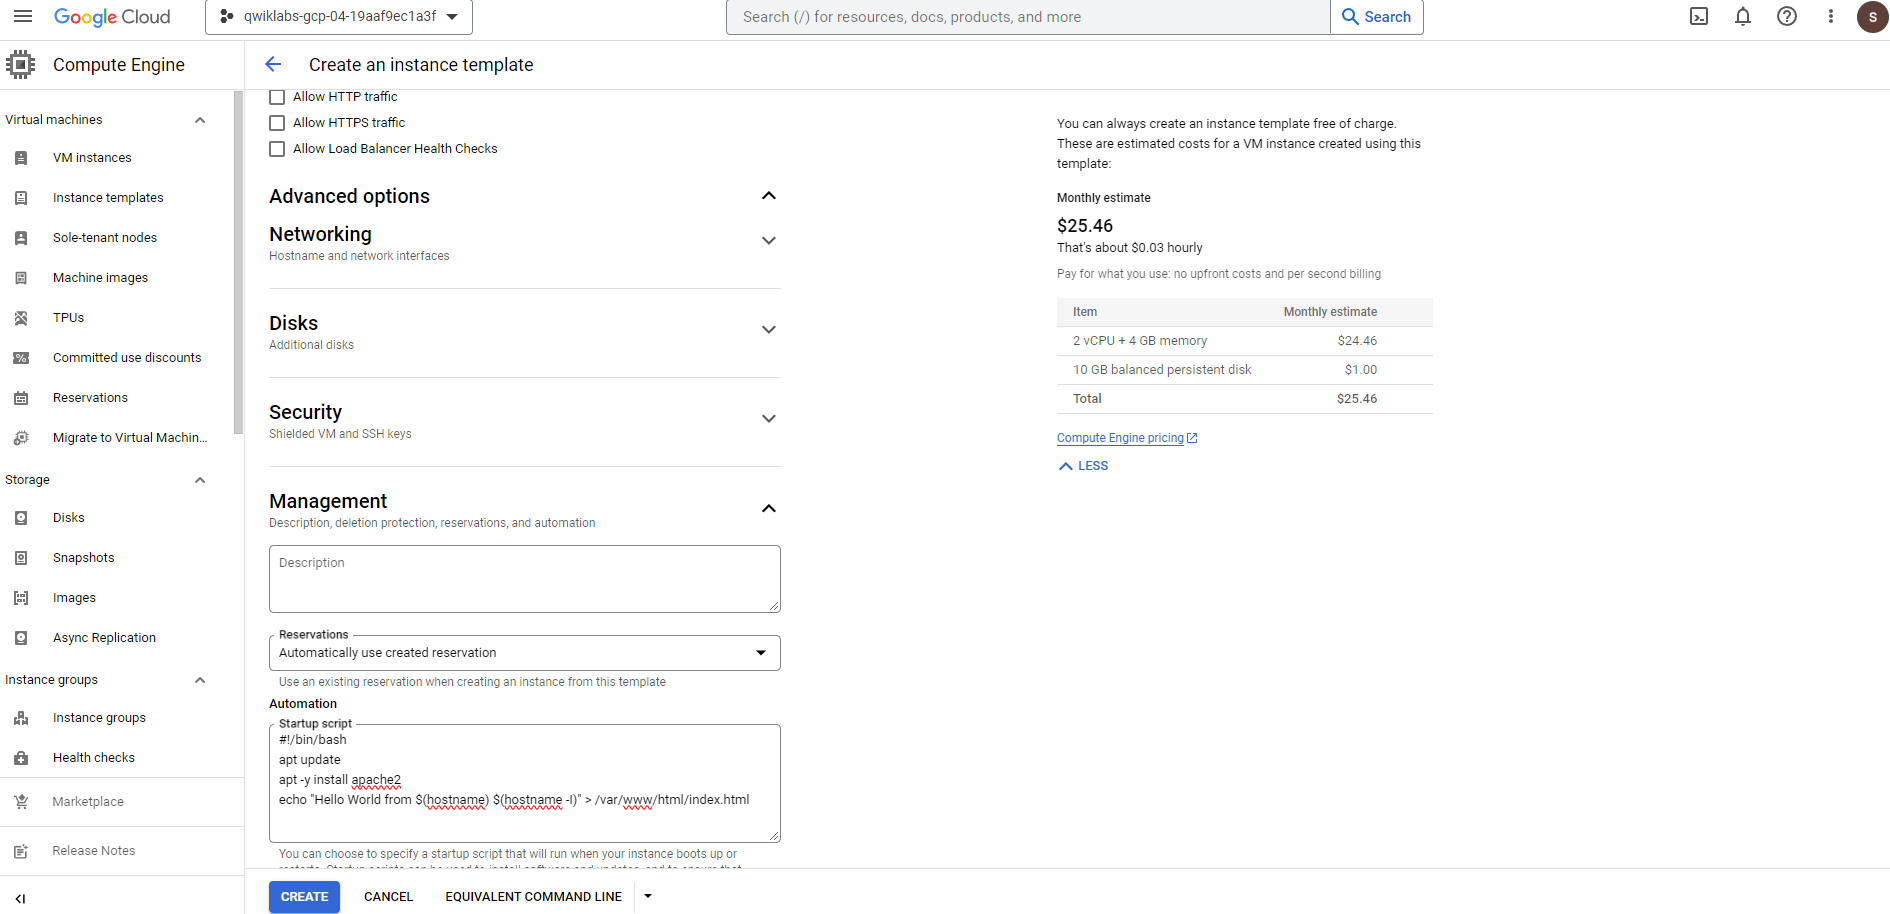 Google Cloud
qwiklabs-gcp-04-19aaf9ec1a3f
Search (/) for resources, docs, products, and more
Search
S
Compute Engine
Create an instance template
Virtual machines
VM instances
Instance templates
Sole-tenant nodes
Machine images
TPUs
Committed use discounts
Reservations
Migrate to Virtual Machin...
Storage
Disks
Snapshots
Images
Async Replication
Instance groups
Instance groups
Health checks
Marketplace
Release Notes
Allow HTTP traffic
Allow HTTPS traffic
Allow Load Balancer Health Checks
Advanced options
Networking
Hostname and network interfaces
Disks
Additional disks
Security
Shielded VM and SSH keys
Management
Description, deletion protection, reservations, and automation
Description
Reservations
Automatically use created reservation
Use an existing reservation when creating an instance from this template
Automation
Startup script
#!/bin/bash
apt update
apt -y install apache2
echo "Hello World from $(hostname) $(hostname -I)" > /var/www/html/index.html
You can choose to specify a startup script that will run when your instance boots up or
CREATE
CANCEL
EQUIVALENT COMMAND LINE
You can always create an instance template free of charge.
These are estimated costs for a VM instance created using this
template:
Monthly estimate
$25.46
That's about $0.03 hourly
Pay for what you use: no upfront costs and per second billing
Item Monthly estimate
2 vCPU + 4 GB memory $24.46
10 GB balanced persistent disk $1.00
Total $25.46
Compute Engine pricing
LESS